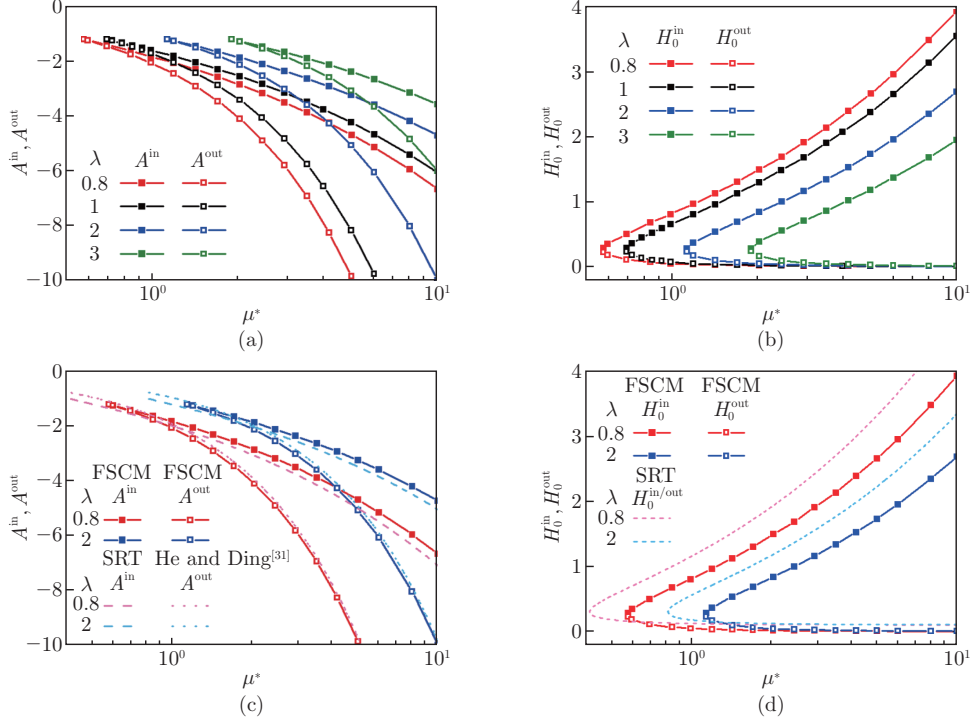 0
−2
−4
−6
−8
−10
A^in, A^out
λ A^in A^out
0.8
1
2
3
10^0 10^1
μ*
(a)
4
3
2
1
0
H_0^in, H_0^out
λ H_0^in H_0^out
0.8
1
2
3
10^0 10^1
μ*
(b)
0
−2
−4
−6
−8
−10
A^in, A^out
FSCM FSCM
λ A^in A^out
0.8
2
SRT He and Ding[31]
λ A^in A^out
0.8
2
10^0 10^1
μ*
(c)
4
3
2
1
0
H_0^in, H_0^out
FSCM FSCM
λ H_0^in H_0^out
0.8
2
SRT
λ H_0^in/out
0.8
2
10^0 10^1
μ*
(d)